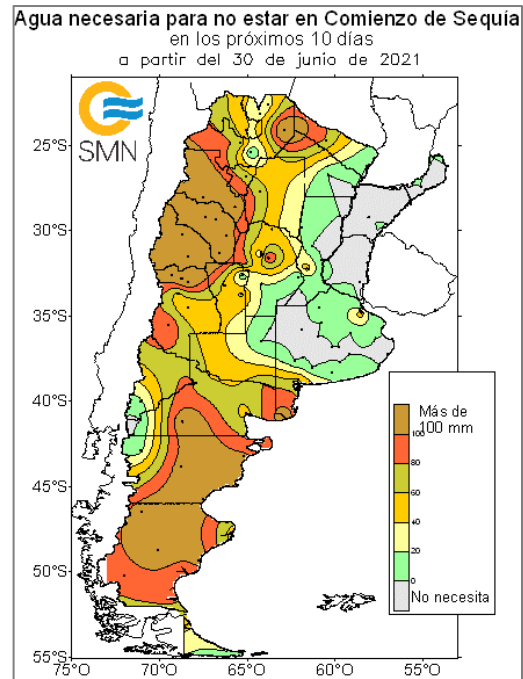 Agua necesaria para no estar en Comienzo de Sequía
en los próximos 10 días
a partir del 30 de junio de 2021
SMN
25°S
30°S
35°S
40°S
45°S
50°S
55°S
75°O
70°O
65°O
60°O
55°O
Más de
100 mm
100
80
60
40
20
0
No necesita